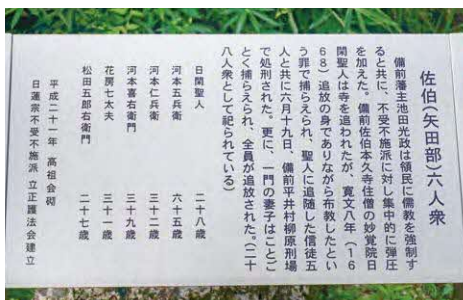 佐伯(矢田部)六人衆
備前藩主池田光政は領民に儒教を強制す
ると共に、不受不施派に対し集中的に弾圧
を加えた。備前佐伯本久寺住僧の妙覚院日
閑聖人は寺を追われたが、寛文八年(16
68)追放の身でありながら布教したとい
う罪で捕らえられ、聖人に追随した信徒五
人と共に六月十九日、備前平井村柳原刑場
で処刑された。更に、一門の妻子はことご
とく捕らえられ、全員が追放された。(二十
八人衆として祀られている)
日閑聖人 二十八歳
河本五兵衛 六十五歳
河本仁兵衛 三十二歳
河本喜右衛門 三十九歳
花房七太夫 三十一歳
松田五郎右衛門 二十七歳
平成二十一年 高祖会砌
日蓮宗不受不施派 立正護法会建立